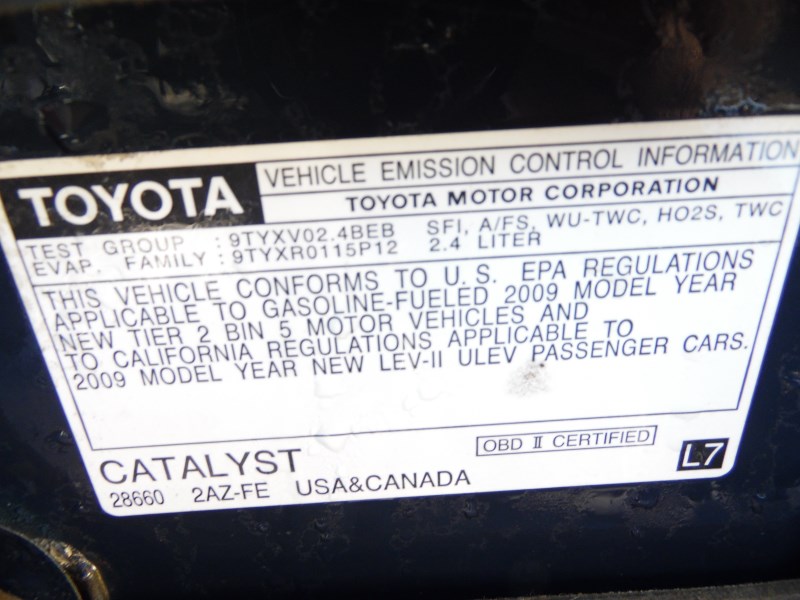 TOYOTA
VEHICLE EMISSION CONTROL INFORMATION
TOYOTA MOTOR CORPORATION
TEST GROUP : 9TYXV02.4BEB SFI, A/FS, WU-TWC, HO2S, TWC
EVAP. FAMILY : 9TYXR0115P12 2.4 LITER
THIS VEHICLE CONFORMS TO U.S. EPA REGULATIONS
APPLICABLE TO GASOLINE-FUELED 2009 MODEL YEAR
NEW TIER 2 BIN 5 MOTOR VEHICLES AND
TO CALIFORNIA REGULATIONS APPLICABLE TO
2009 MODEL YEAR NEW LEV-II ULEV PASSENGER CARS.
CATALYST
OBD II CERTIFIED
L7
28660 2AZ-FE USA&CANADA